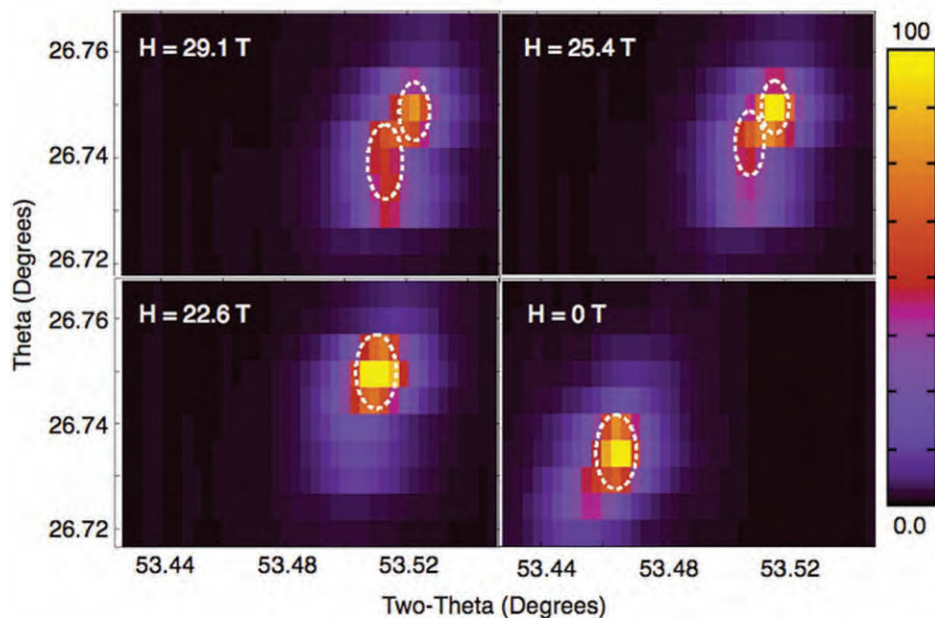 H = 29.1 T
H = 25.4 T
100
26.76
26.74
26.72
H = 22.6 T
H = 0 T
26.76
26.74
26.72
0.0
53.44
53.48
53.52
53.44
53.48
53.52
Theta (Degrees)
Two-Theta (Degrees)